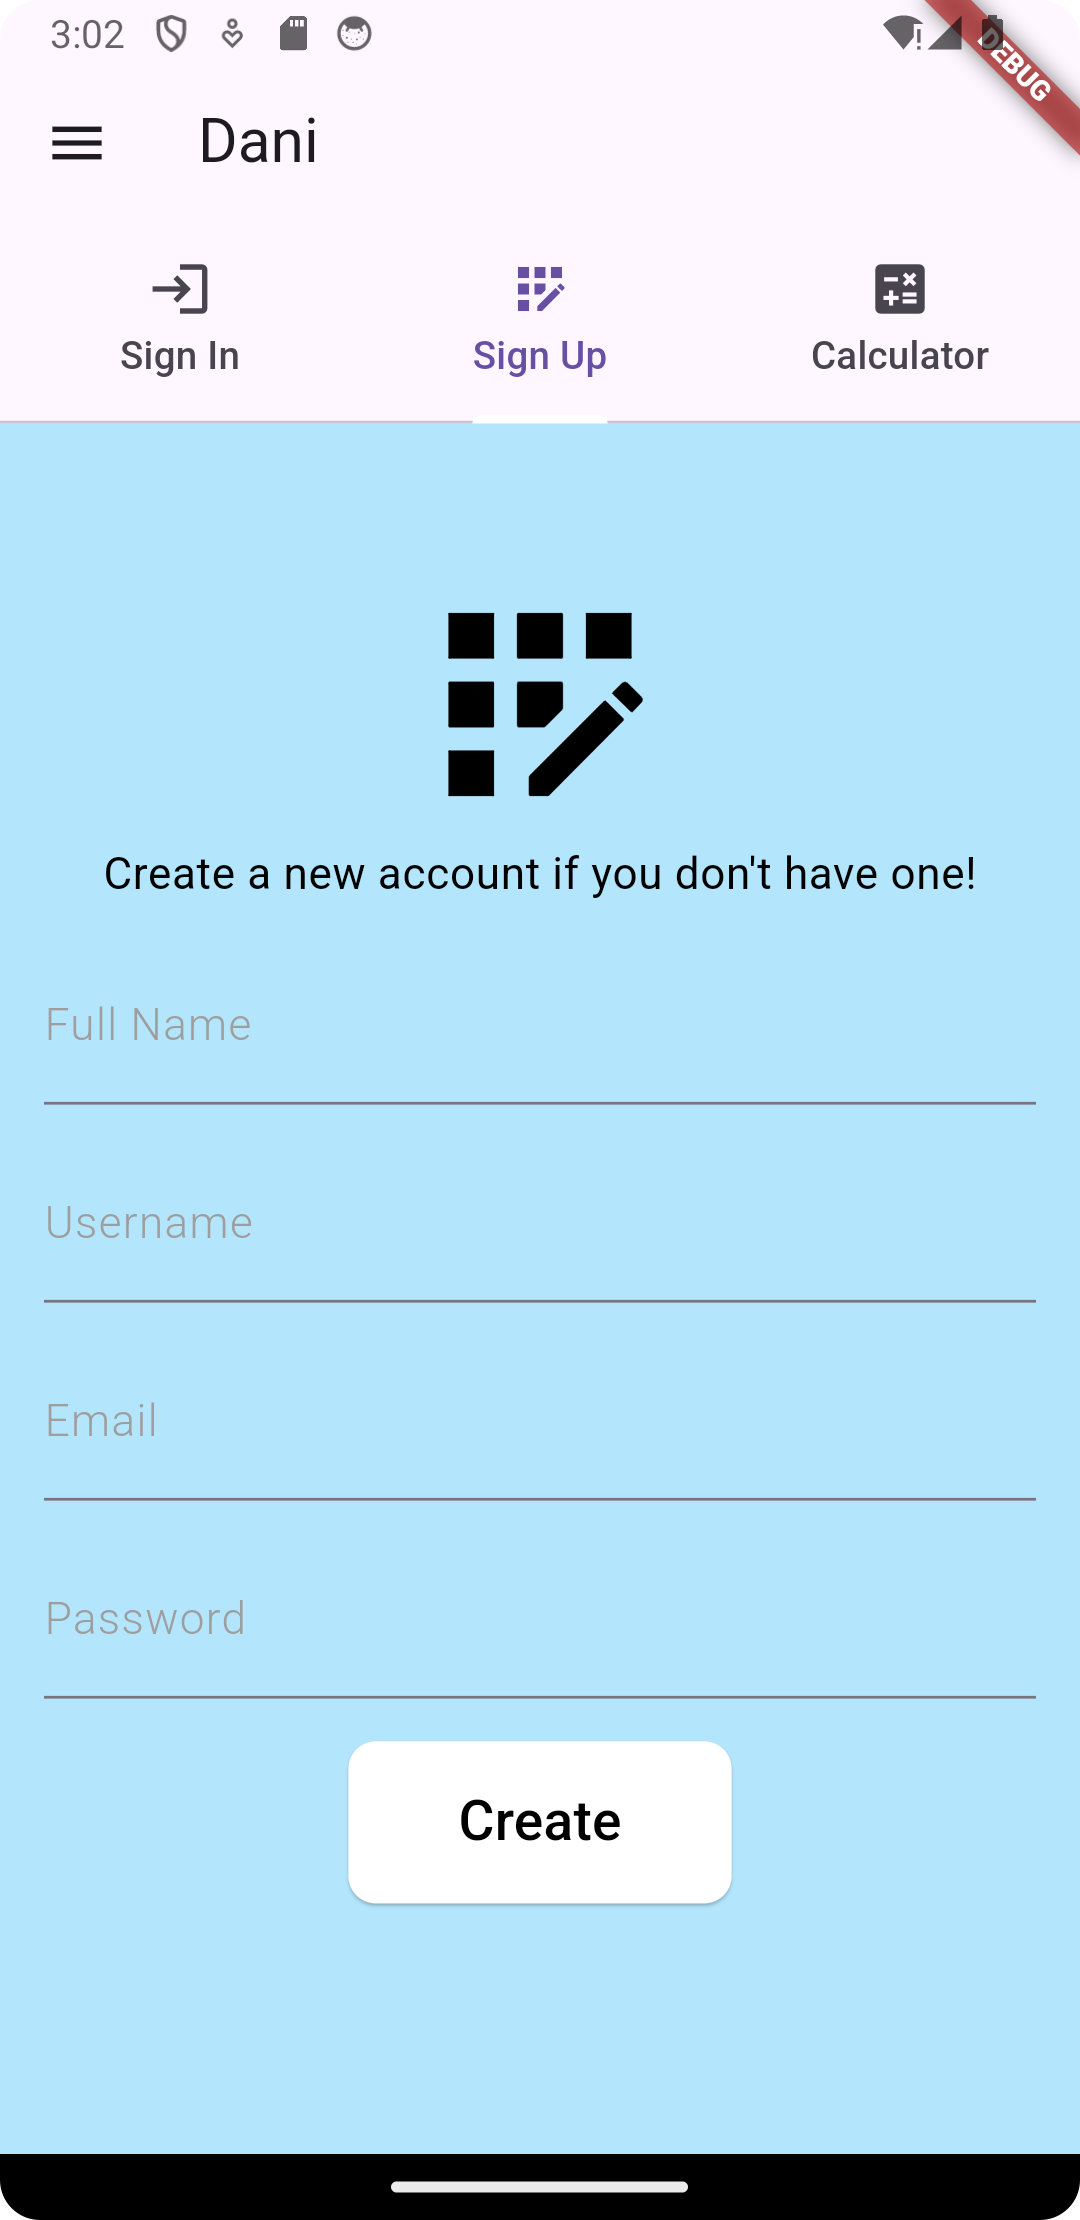 3:02
DEBUG
Dani
Sign In
Sign Up
Calculator
Create a new account if you don't have one!
Full Name
Username
Email
Password
Create